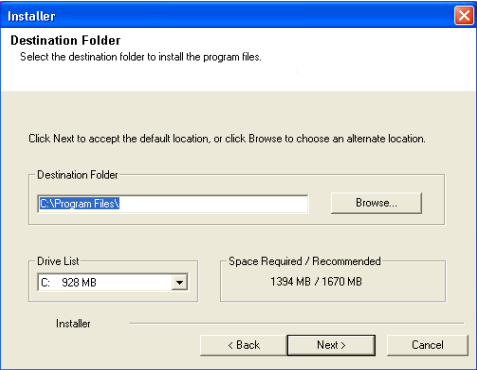 Installer
Destination Folder
Select the destination folder to install the program files.
Click Next to accept the default location, or click Browse to choose an alternate location.
Destination Folder
C:\Program Files\
Browse...
Drive List
C: 928 MB
Space Required / Recommended
1394 MB / 1670 MB
Installer
< Back
Next >
Cancel